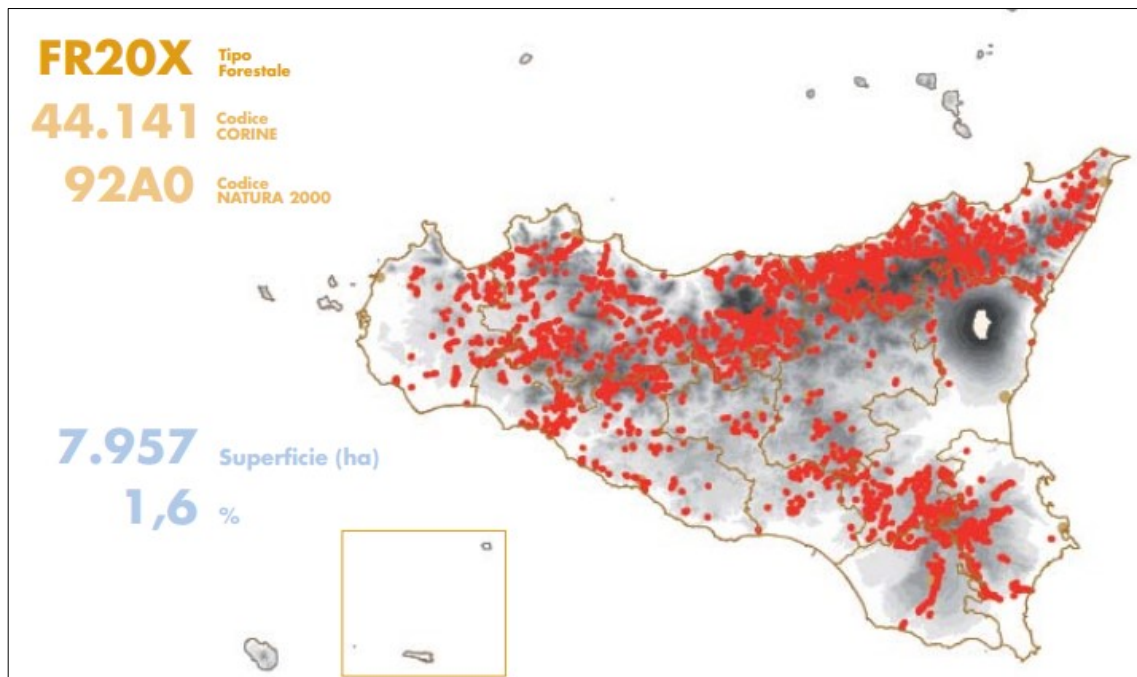 FR20X Tipo
Forestale
44.141 Codice
CORINE
92A0 Codice
NATURA 2000
7.957 Superficie (ha)
1,6 %